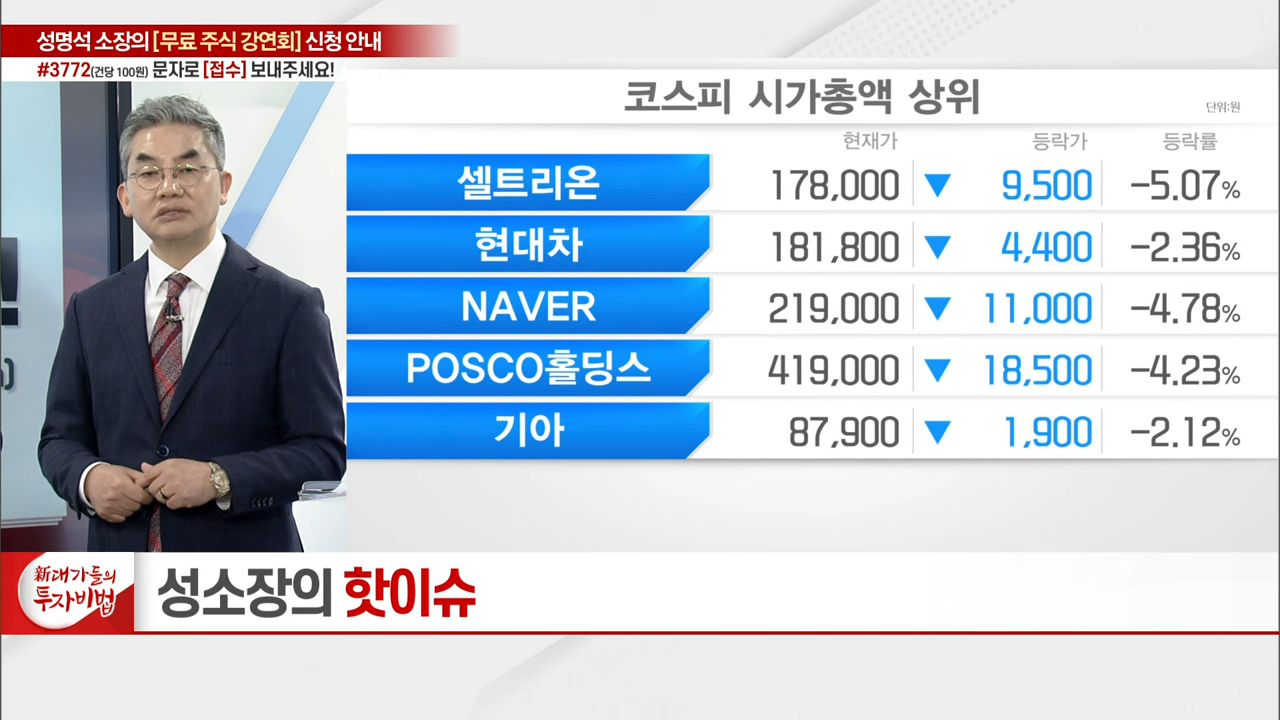 성명석 소장의 [무료 주식 강연회] 신청 안내
#3772(건당 100원) 문자로 [접수] 보내주세요!
코스피 시가총액 상위
단위:원
현재가 등락가 등락률
셀트리온 178,000 ▼ 9,500 -5.07%
현대차 181,800 ▼ 4,400 -2.36%
NAVER 219,000 ▼ 11,000 -4.78%
POSCO홀딩스 419,000 ▼ 18,500 -4.23%
기아 87,900 ▼ 1,900 -2.12%
新대가들의
투자비법
성소장의 핫이슈